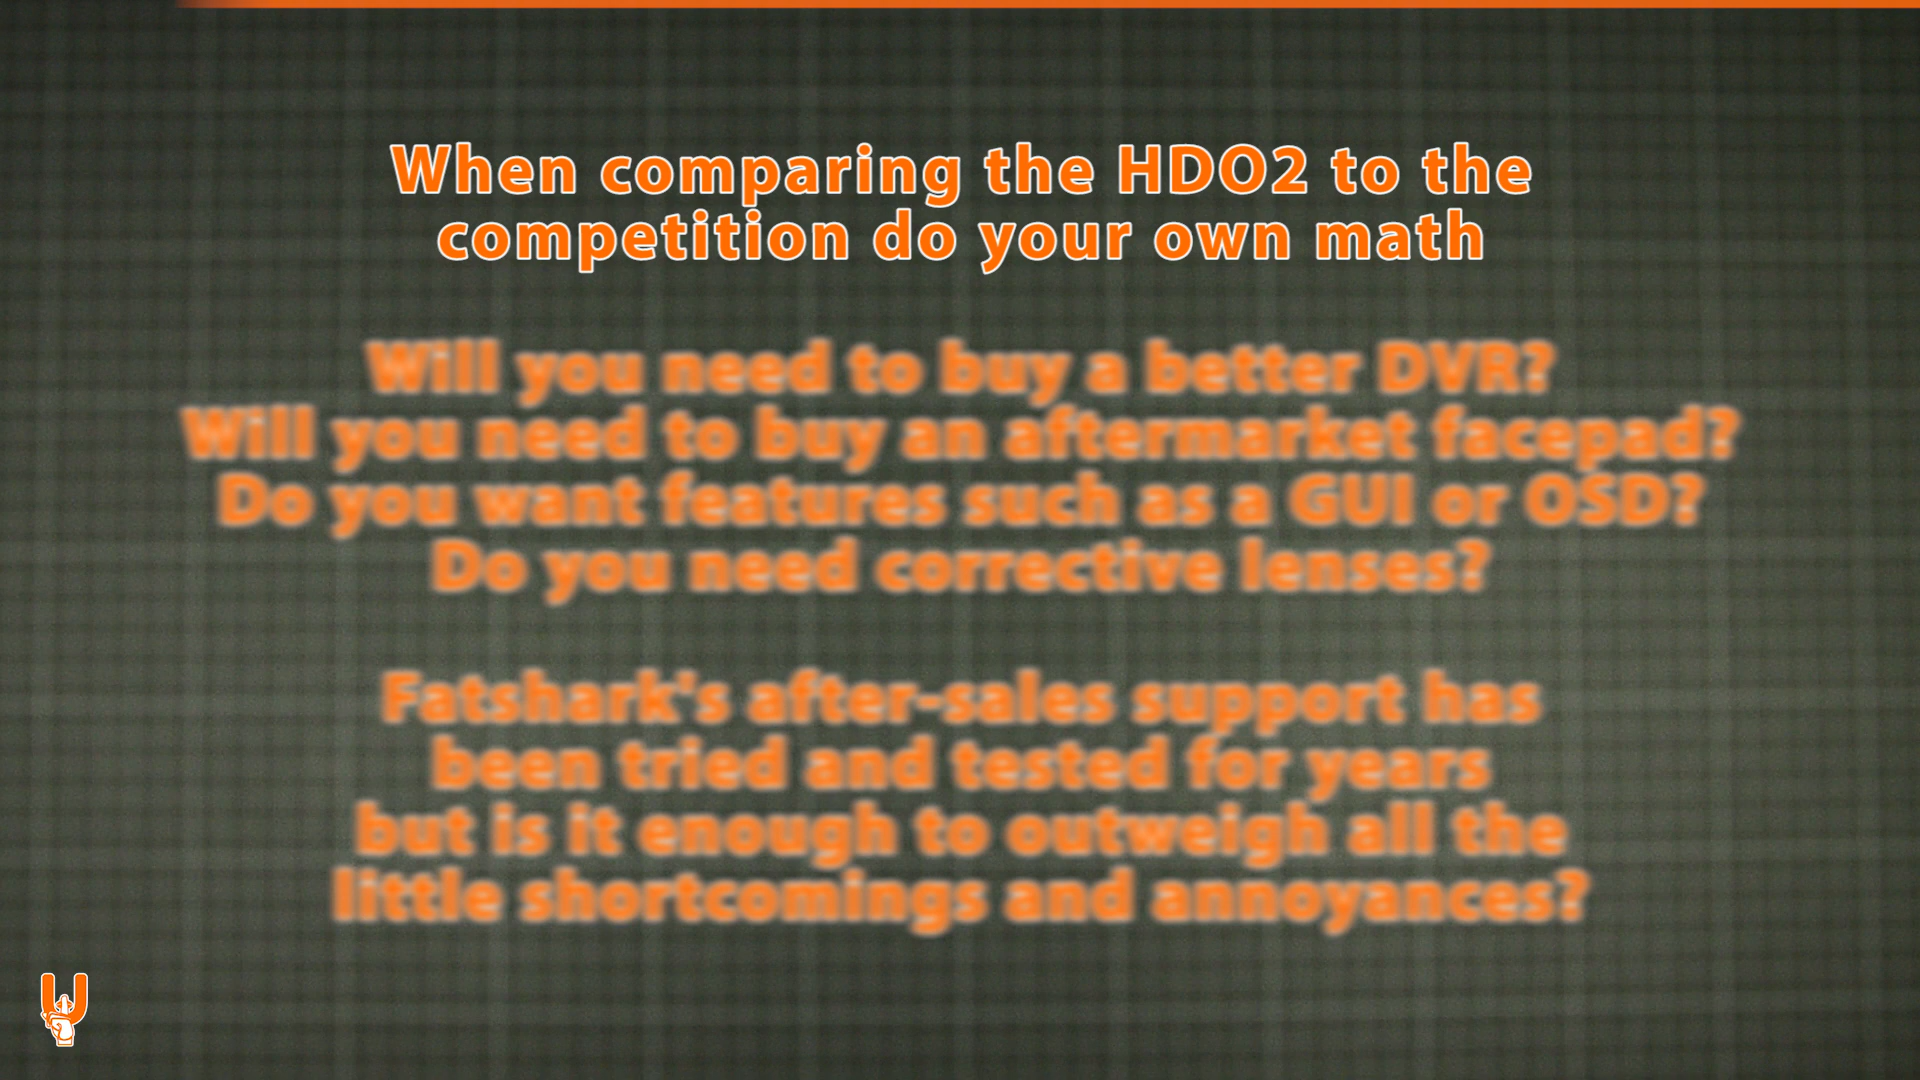 When comparing the HDO2 to the
competition do your own math
Will you need to buy a better DVR?
Will you need to buy an aftermarket facepad?
Do you want features such as a GUI or OSD?
Do you need corrective lenses?
Fatshark's after-sales support has
been tried and tested for years
but is it enough to outweigh all the
little shortcomings and annoyances?